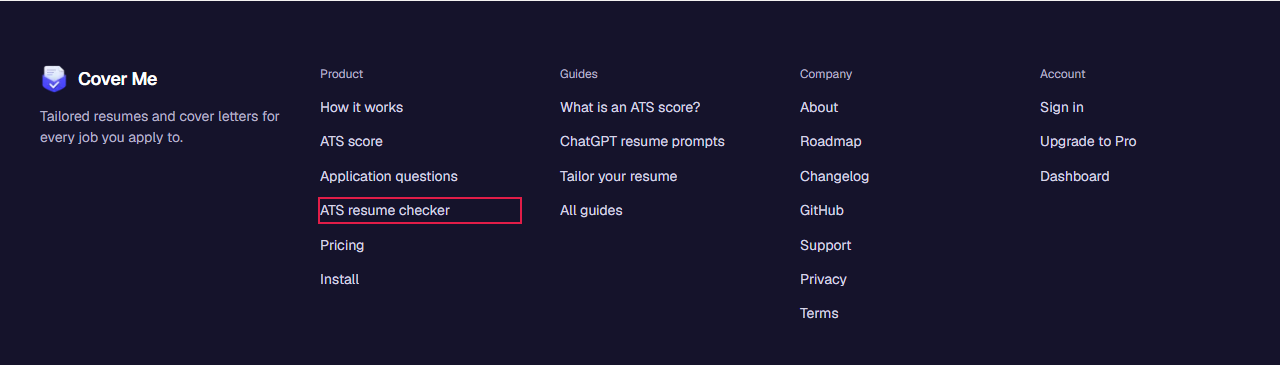 Cover Me
Tailored resumes and cover letters for
every job you apply to.
Product
How it works
ATS score
Application questions
ATS resume checker
Pricing
Install
Guides
What is an ATS score?
ChatGPT resume prompts
Tailor your resume
All guides
Company
About
Roadmap
Changelog
GitHub
Support
Privacy
Terms
Account
Sign in
Upgrade to Pro
Dashboard